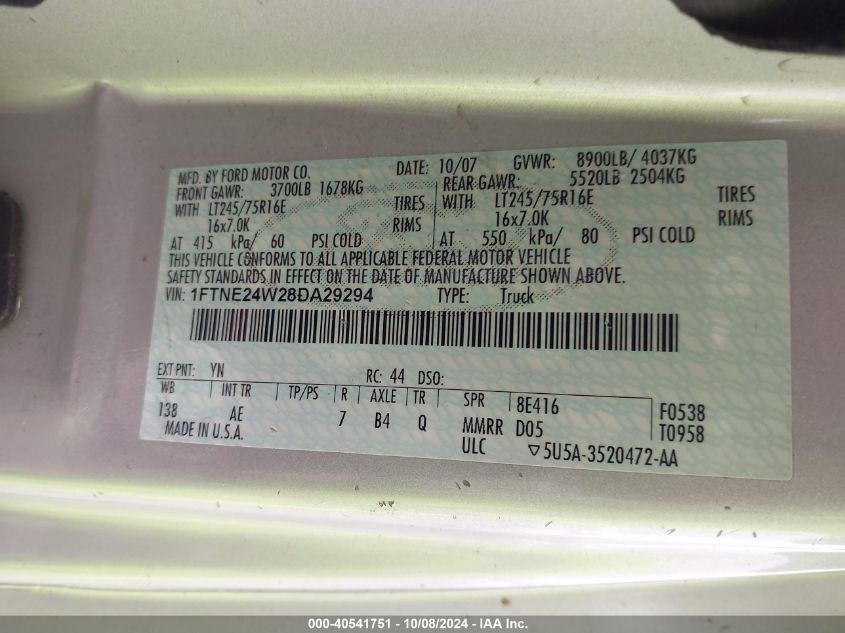 MFD. BY FORD MOTOR CO. DATE: 10/07 GVWR: 8900LB/ 4037KG
FRONT GAWR: 3700LB 1678KG REAR GAWR: 5520LB 2504KG
WITH LT245/75R16E TIRES WITH LT245/75R16E TIRES
16x7.0K RIMS 16x7.0K RIMS
AT 415 kPa/ 60 PSI COLD AT 550 kPa/ 80 PSI COLD
THIS VEHICLE CONFORMS TO ALL APPLICABLE FEDERAL MOTOR VEHICLE
SAFETY STANDARDS IN EFFECT ON THE DATE OF MANUFACTURE SHOWN ABOVE.
VIN: 1FTNE24W28DA29294 TYPE: Truck
EXT PNT: YN RC: 44 DSO:
WB INT TR TP/PS R AXLE TR SPR 8E416 F0538
138 AE 7 B4 Q MMRR D05 T0958
MADE IN U.S.A. ULC ▽5U5A-3520472-AA
000-40541751 - 10/08/2024 - IAA Inc.